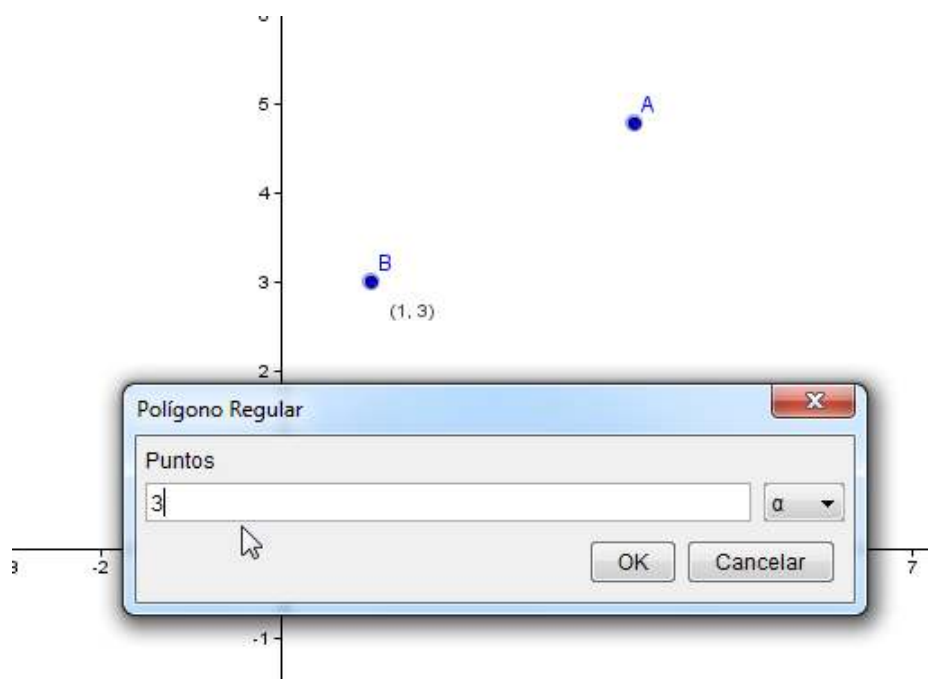 5
A
4
B
3
(1, 3)
2
Polígono Regular
Puntos
3
α
OK
Cancelar
-2
7
-1